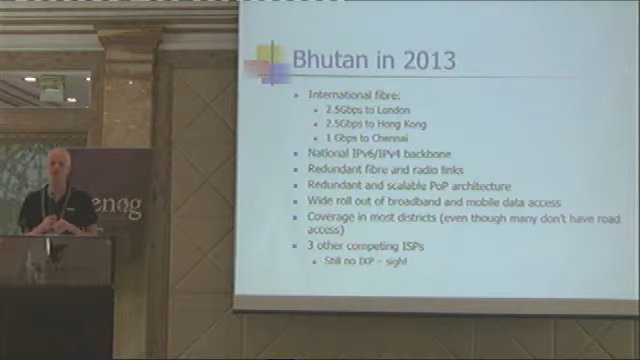 Bhutan in 2013
International fibre:
2.5Gbps to London
2.5Gbps to Hong Kong
1 Gbps to Chennai
National IPv6/IPv4 backbone
Redundant fibre and radio links
Redundant and scalable PoP architecture
Wide roll out of broadband and mobile data access
Coverage in most districts (even though many don't have road
access)
3 other competing ISPs
Still no IXP – sigh!
enog